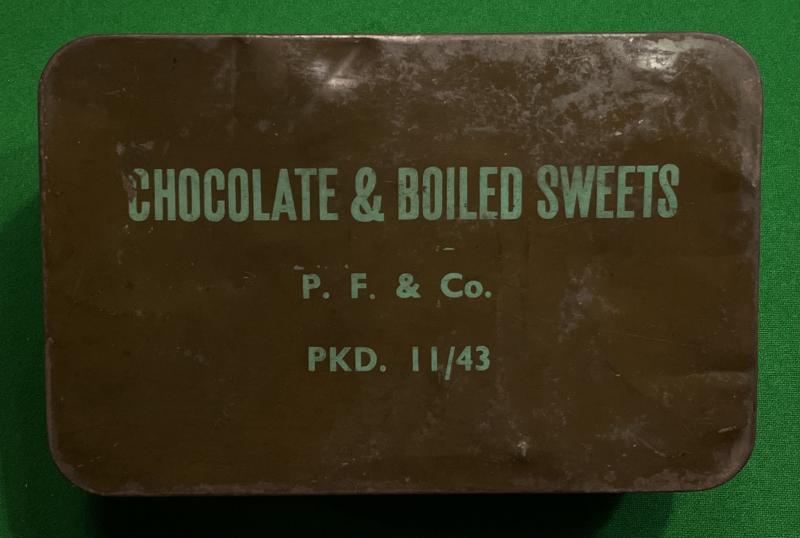 CHOCOLATE & BOILED SWEETS
P. F. & Co.
PKD. 11/43